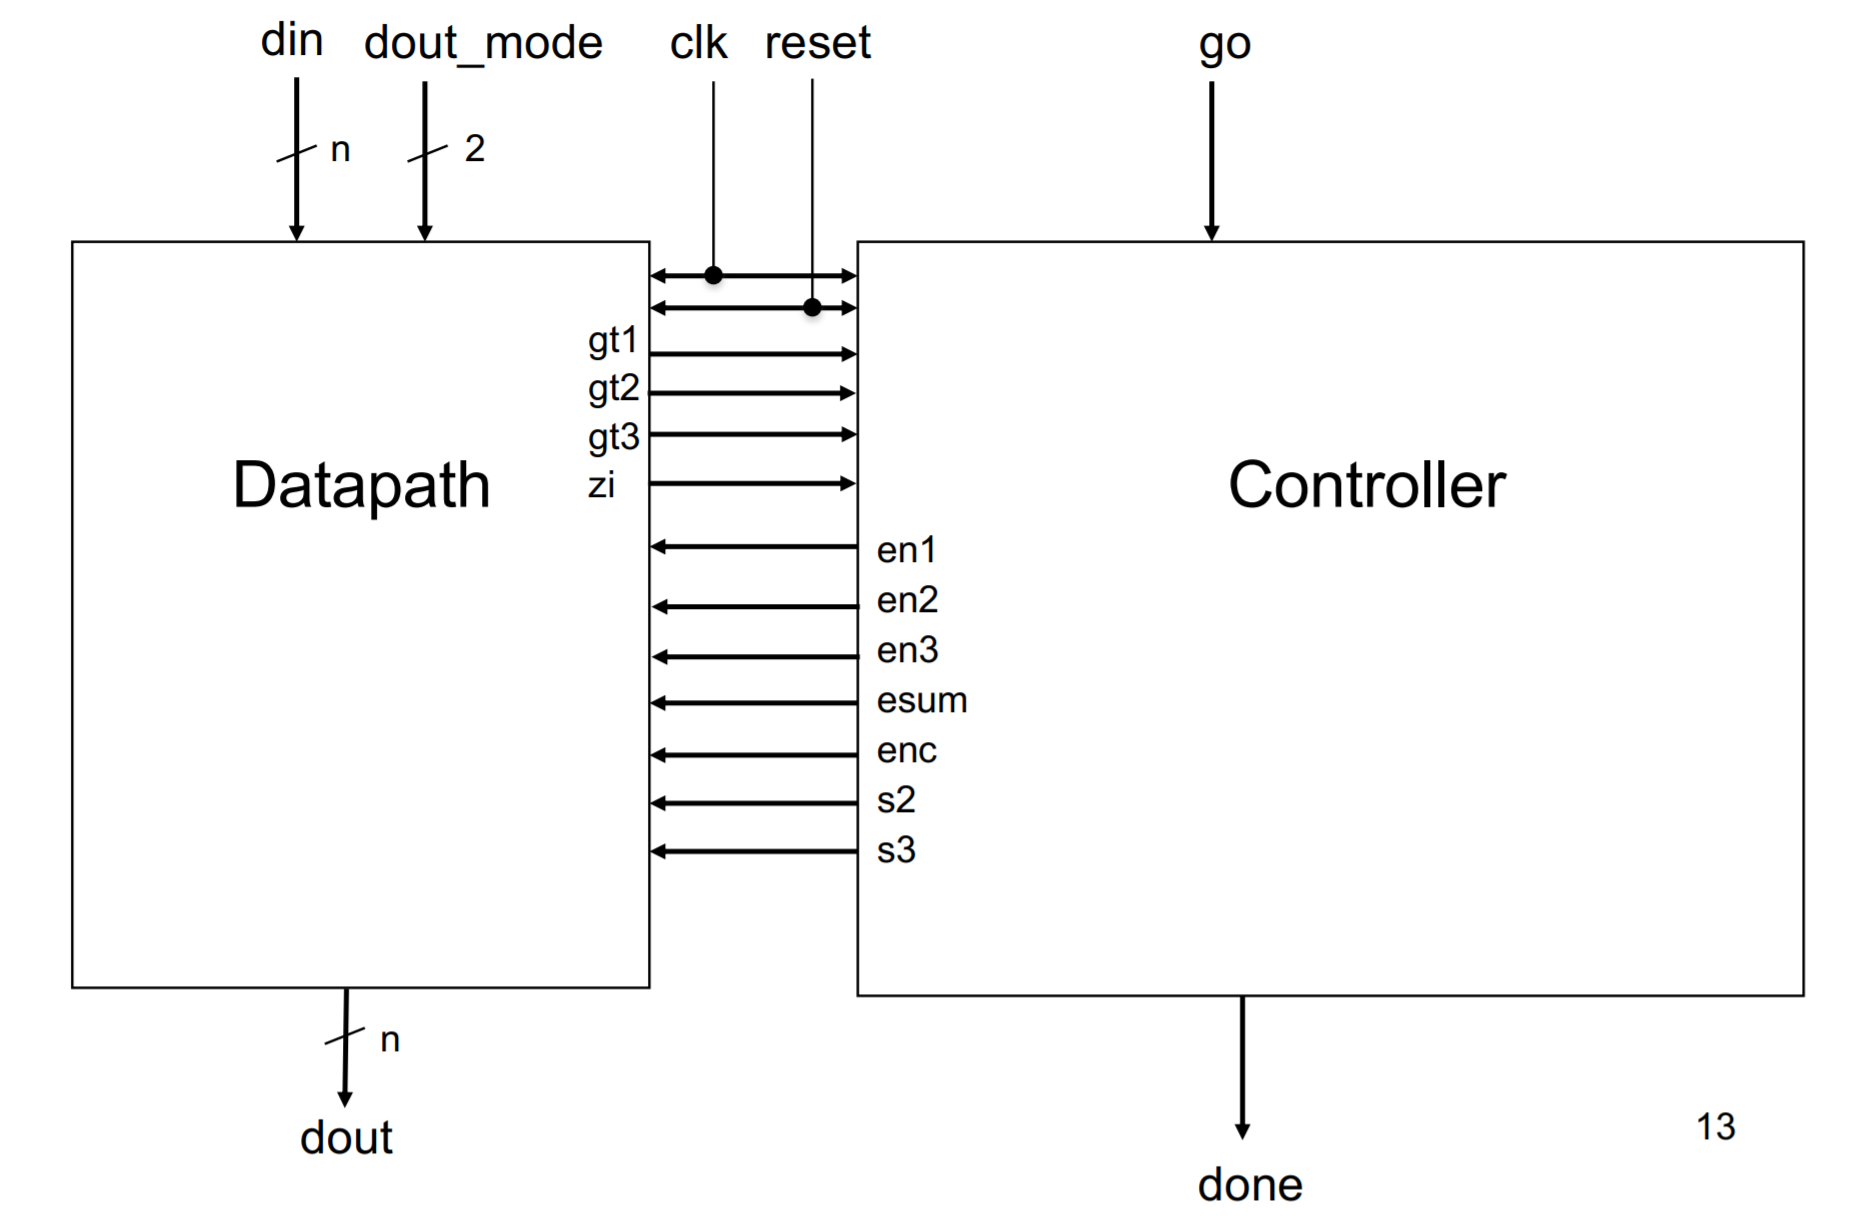 din dout_mode clk reset go
n 2
gt1
gt2
gt3
Datapath zi Controller
en1
en2
en3
esum
enc
s2
s3
n
dout
13
done